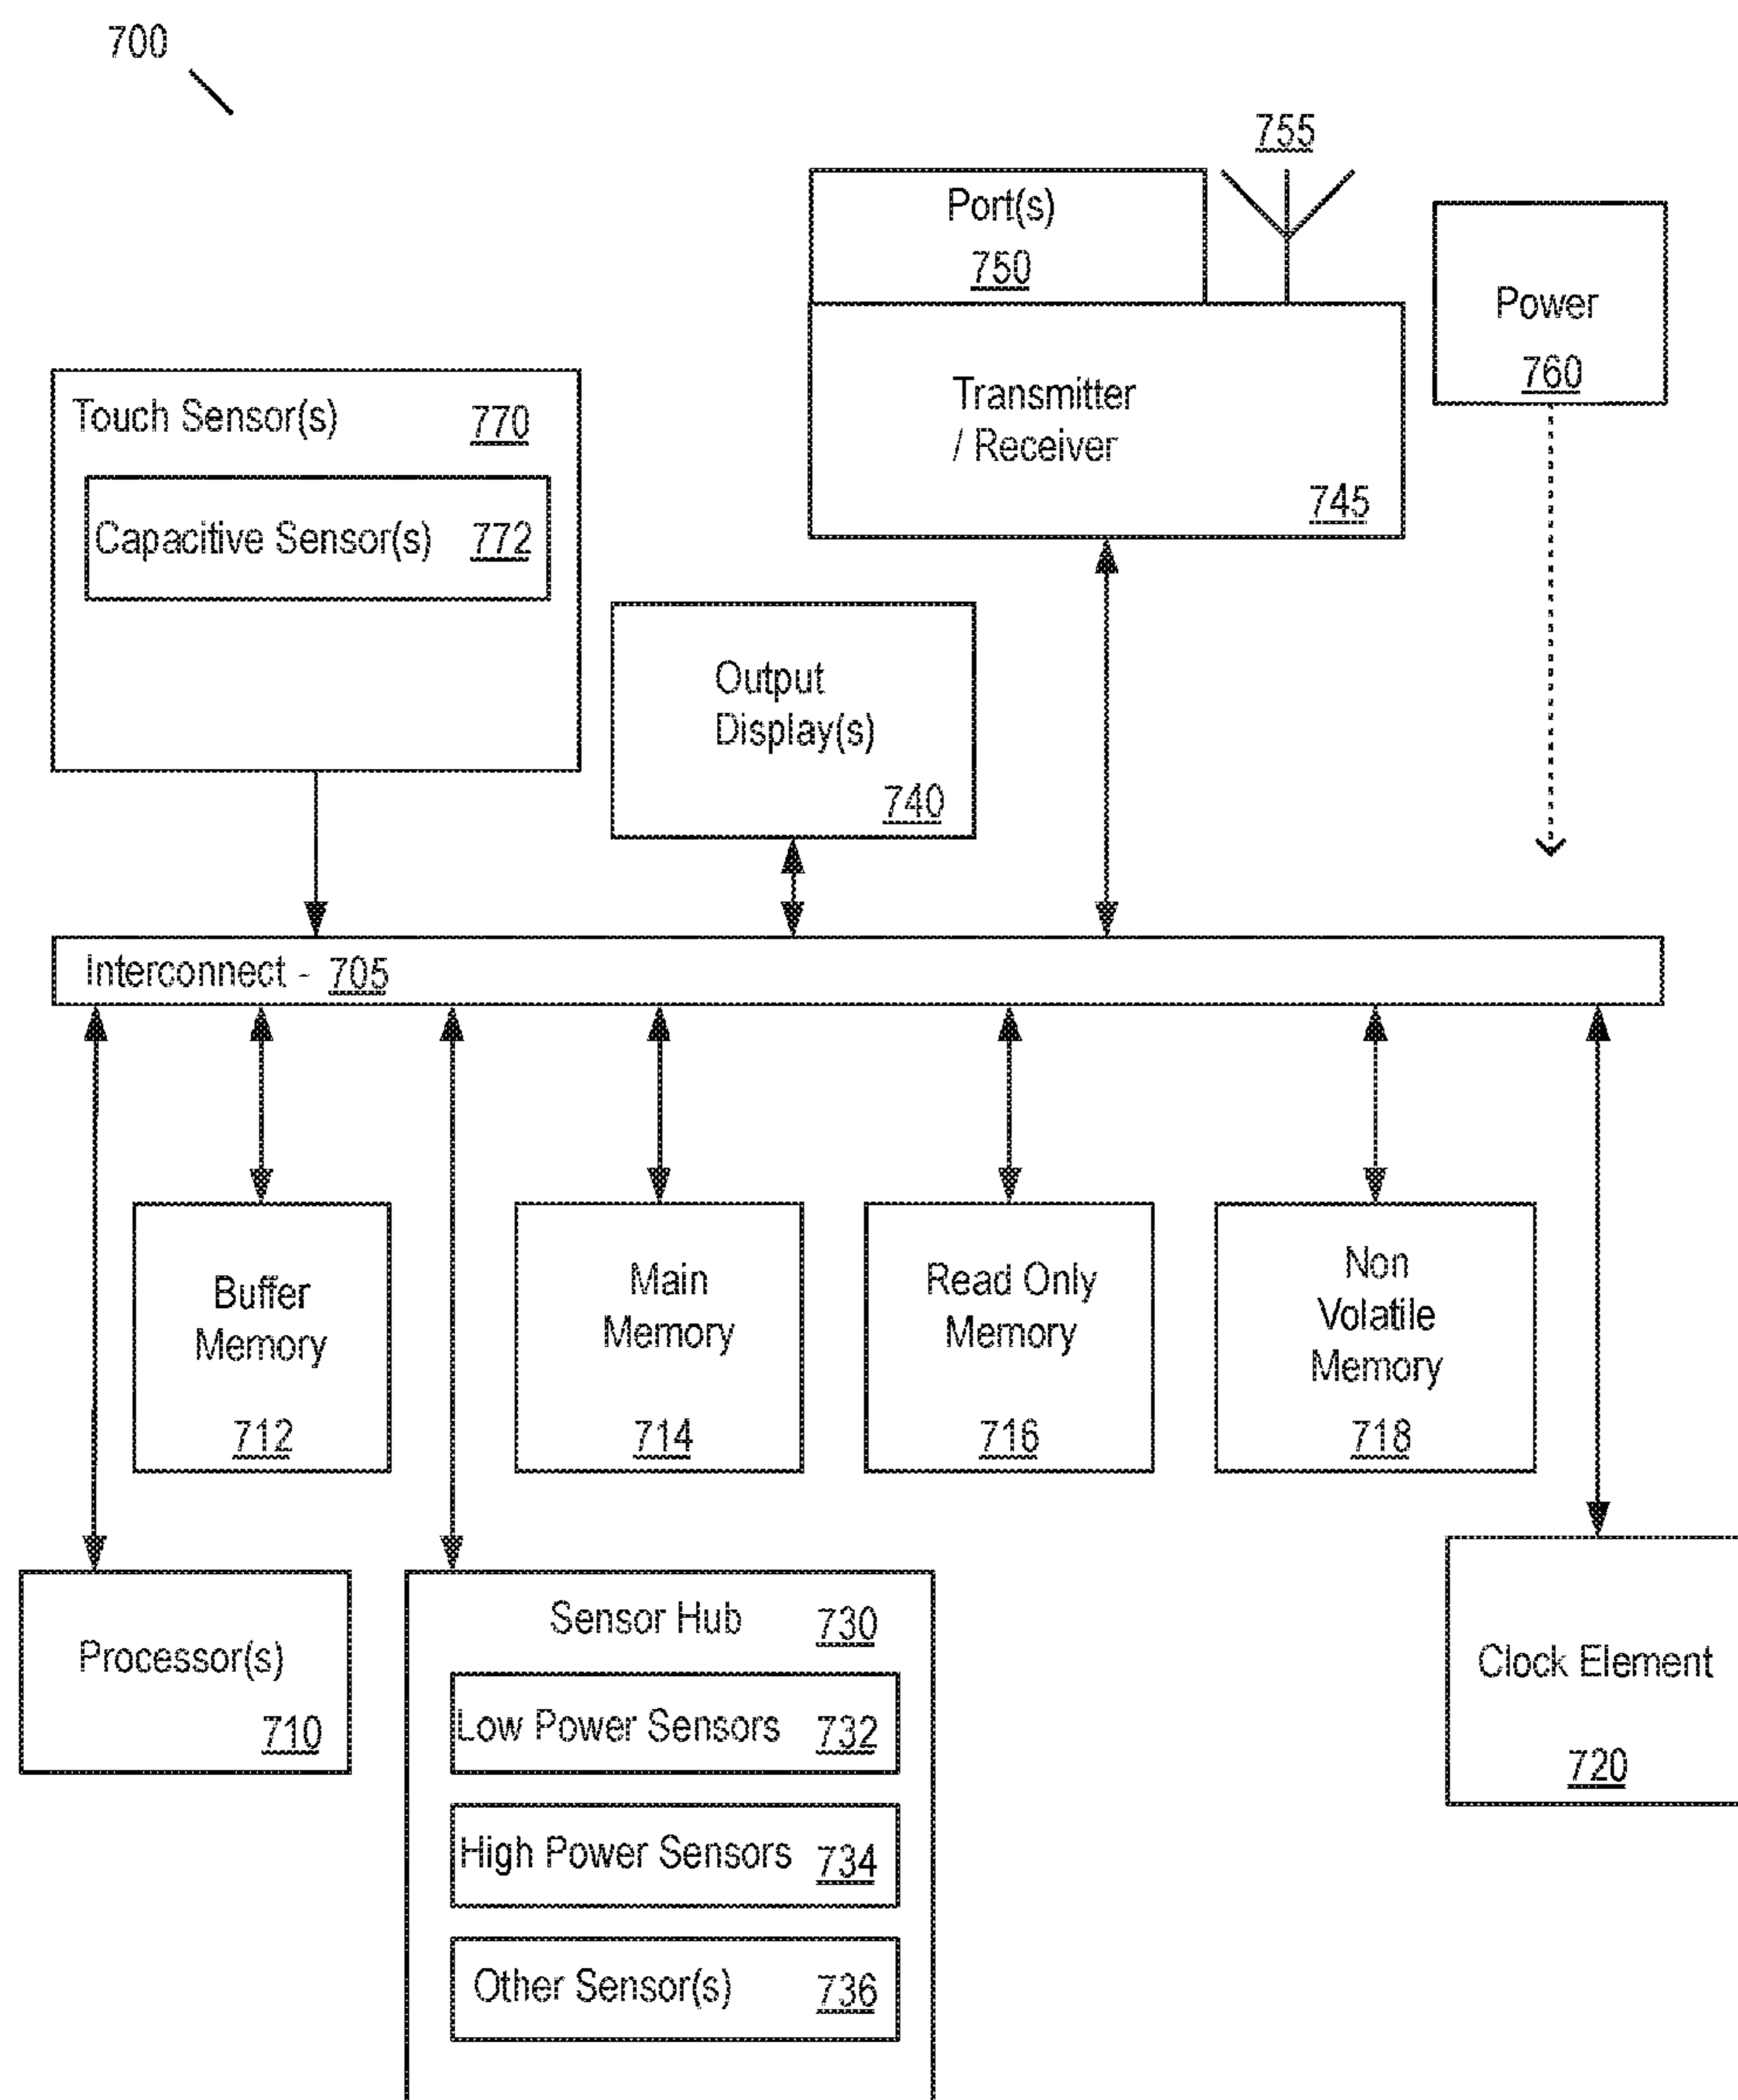 700
755
Port(s)
750
Power
760
Transmitter
/ Receiver
745
Touch Sensor(s) 770
Capacitive Sensor(s) 772
Output
Display(s)
740
Interconnect - 705
Buffer
Memory
712
Main
Memory
714
Read Only
Memory
716
Non
Volatile
Memory
718
Processor(s)
710
Sensor Hub 730
Low Power Sensors 732
High Power Sensors 734
Other Sensor(s) 736
Clock Element
720